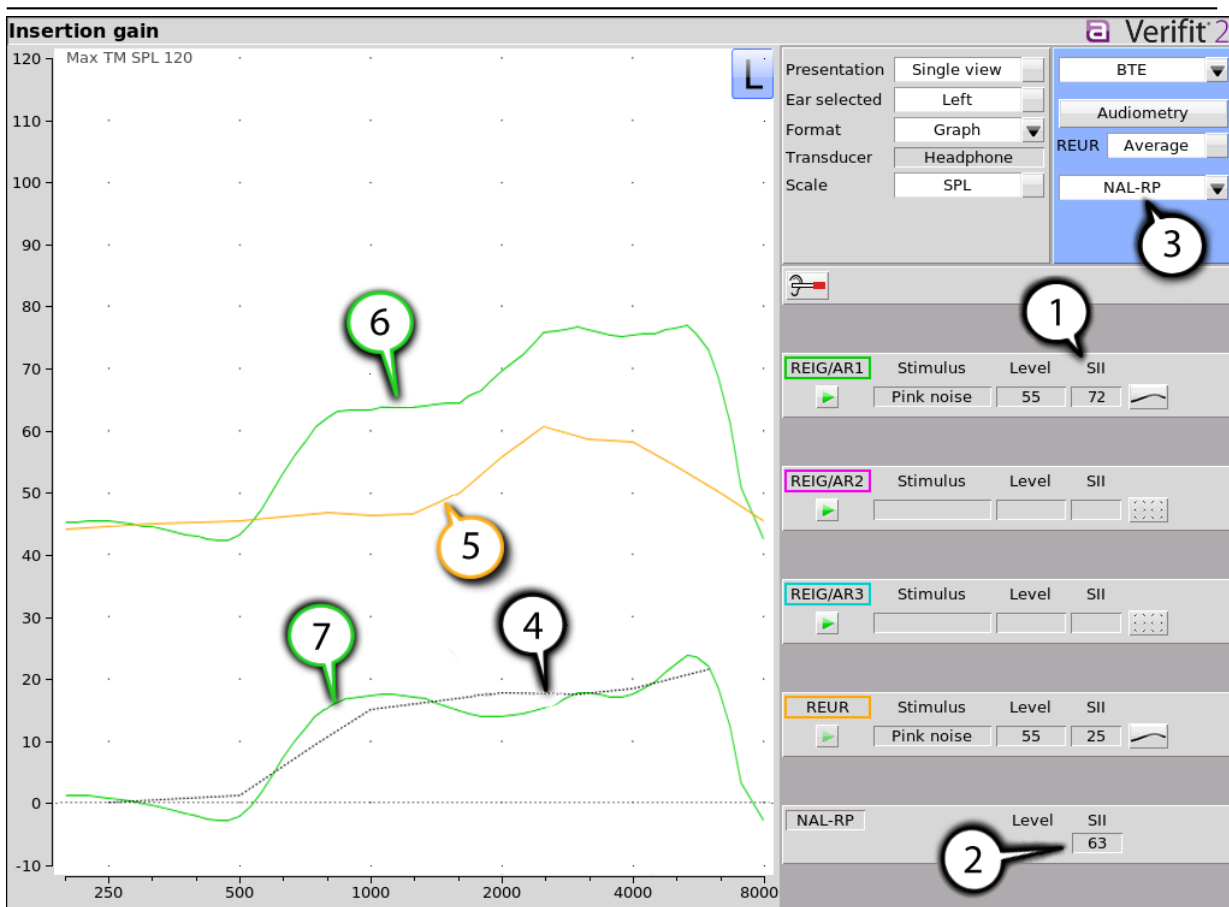 Insertion gain
a Verifit 2
Max TM SPL 120
L
120
110
100
90
80
70
60
50
40
30
20
10
0
-10
250 500 1000 2000 4000 8000
6
5
7
4
Presentation Single view
Ear selected Left
Format Graph
Transducer Headphone
Scale SPL
BTE
Audiometry
REUR Average
NAL-RP
3
1
REIG/AR1 Stimulus Level SII
Pink noise 55 72
REIG/AR2 Stimulus Level SII
REIG/AR3 Stimulus Level SII
REUR Stimulus Level SII
Pink noise 55 25
NAL-RP Level SII
63
2